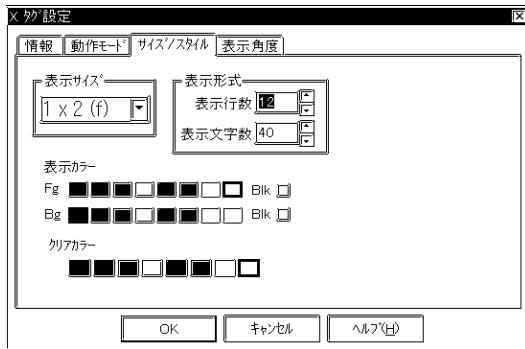 X ﾀｸﾞ設定
情報 動作ﾓｰﾄﾞ ｻｲｽﾞ/ｽﾀｲﾙ 表示角度
表示ｻｲｽﾞ 表示形式
1 x 2 (f) 表示行数 12
表示文字数 40
表示ｶﾗｰ
Fg Blk
Bg Blk
ｸﾘｱｶﾗｰ
OK ｷｬﾝｾﾙ ﾍﾙﾌﾟ(H)